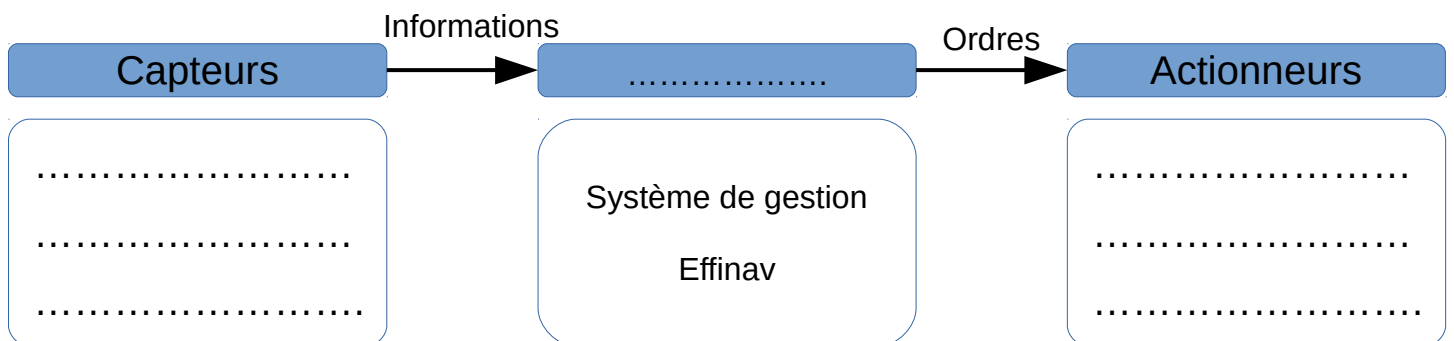 Informations
Ordres
Capteurs
……………….
Actionneurs
……………………
……………………
…………………….
Système de gestion
Effinav
……………………
……………………
…………………….